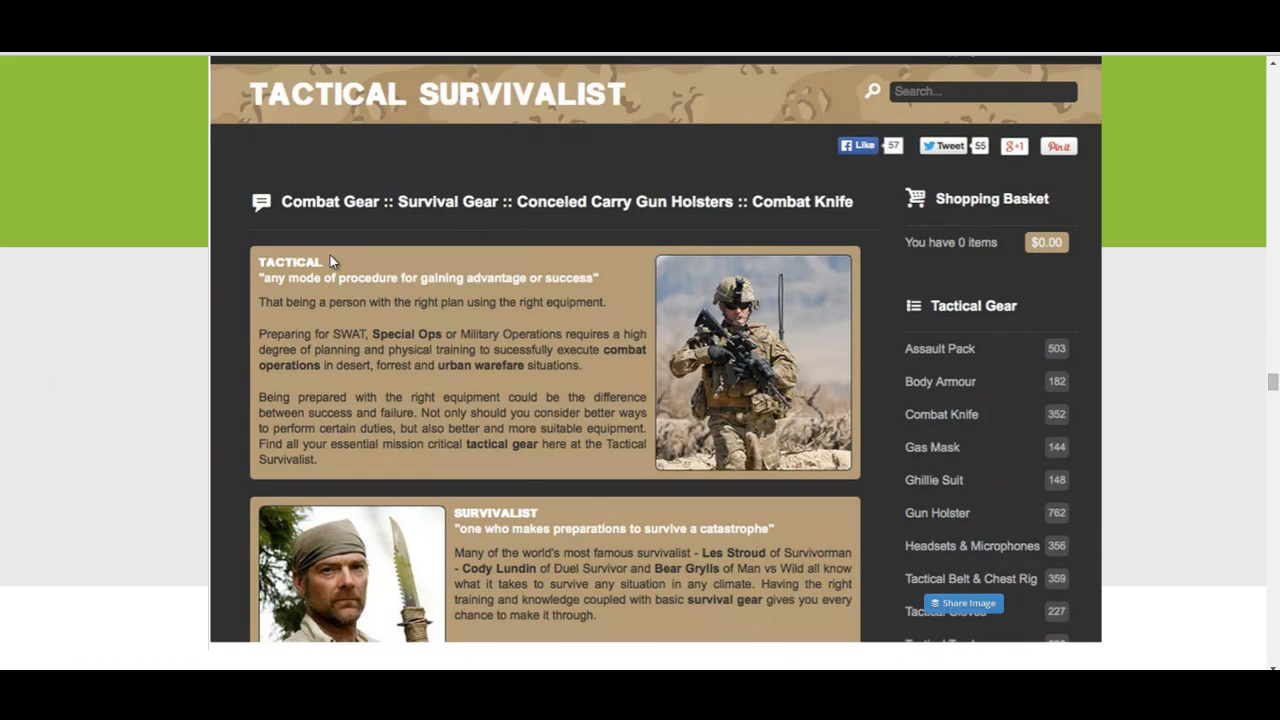 TACTICAL SURVIVALIST
Search...
Like 57 Tweet 55 g+1 Pin it
Combat Gear :: Survival Gear :: Conceled Carry Gun Holsters :: Combat Knife
TACTICAL
"any mode of procedure for gaining advantage or success"
That being a person with the right plan using the right equipment.
Preparing for SWAT, Special Ops or Military Operations requires a high
degree of planning and physical training to sucessfully execute combat
operations in desert, forrest and urban warefare situations.
Being prepared with the right equipment could be the difference
between success and failure. Not only should you consider better ways
to perform certain duties, but also better and more suitable equipment.
Find all your essential mission critical tactical gear here at the Tactical
Survivalist.
SURVIVALIST
"one who makes preparations to survive a catastrophe"
Many of the world's most famous survivalist - Les Stroud of Survivorman
- Cody Lundin of Duel Survivor and Bear Grylls of Man vs Wild all know
what it takes to survive any situation in any climate. Having the right
training and knowledge coupled with basic survival gear gives you every
chance to make it through.
Shopping Basket
You have 0 items $0.00
Tactical Gear
Assault Pack 503
Body Armour 182
Combat Knife 352
Gas Mask 144
Ghillie Suit 148
Gun Holster 762
Headsets & Microphones 356
Tactical Belt & Chest Rig 359
Share Image
Tactical Gloves 227